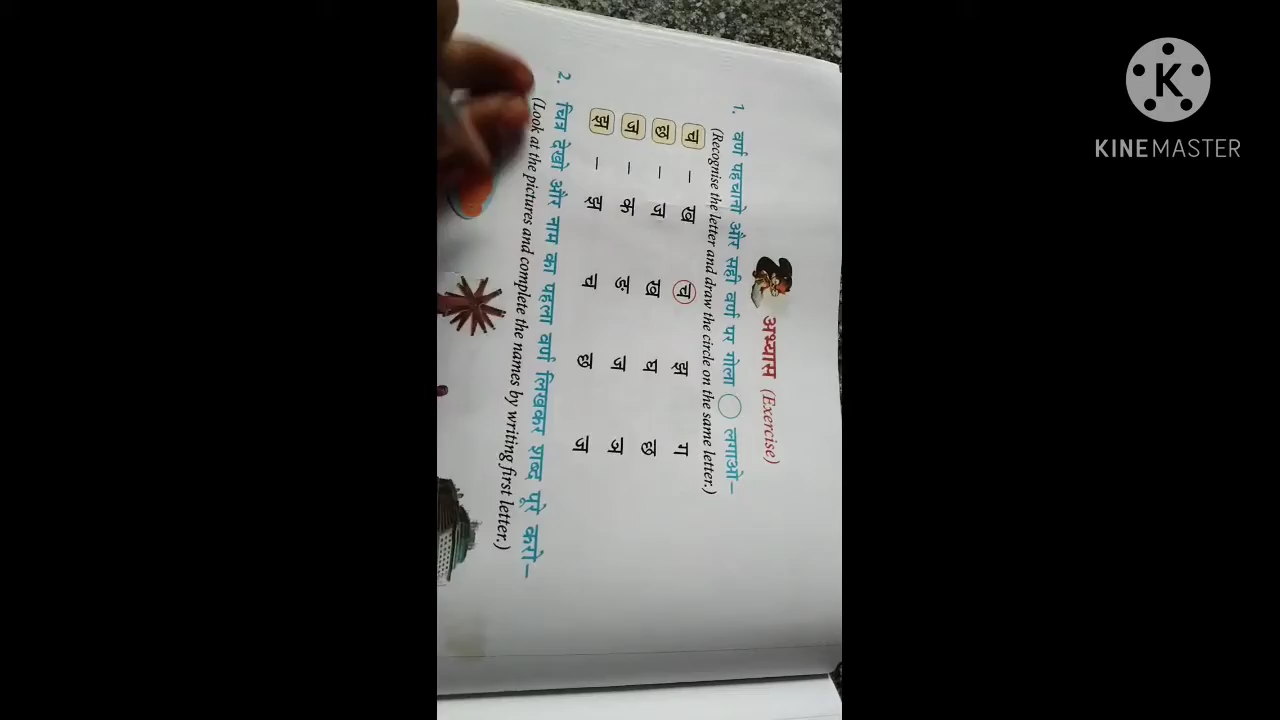 अभ्यास (Exercise)
1. वर्ण पहचानो और सही वर्ण पर गोला लगाओ–
(Recognise the letter and draw the circle on the same letter.)
च – ख च झ ग
छ – ज ख घ छ
ज – क ङ ज ज
झ – झ च छ ज
2. चित्र देखो और नाम का पहला वर्ण लिखकर शब्द पूरे करो–
(Look at the pictures and complete the names by writing first letter.)
KINEMASTER